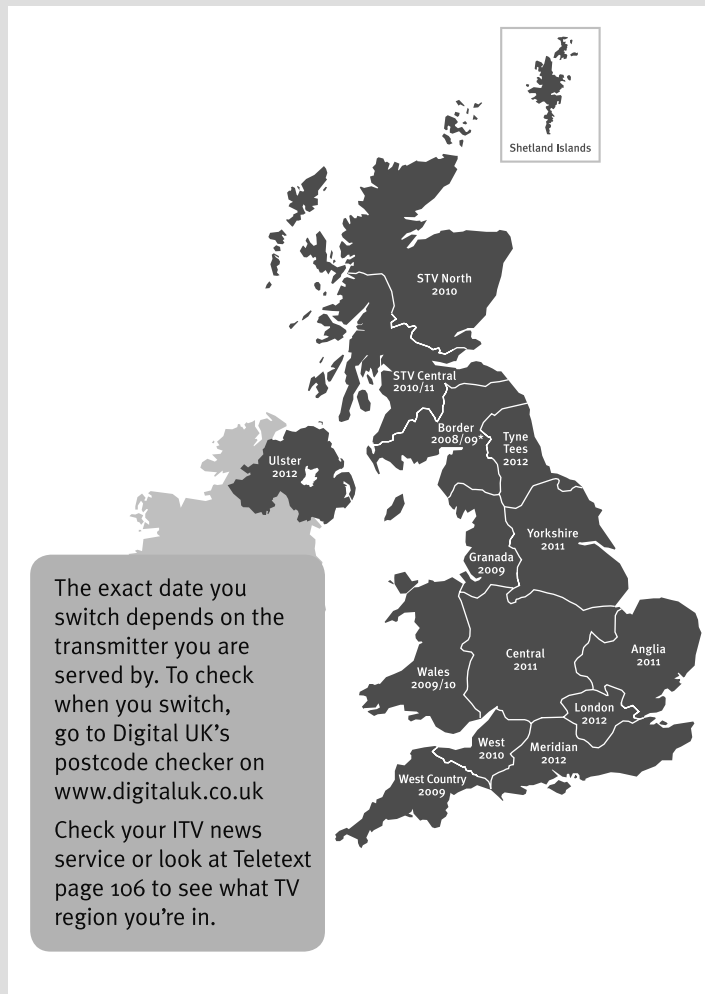 Shetland Islands
STV North
2010
STV Central
2010/11
Border
2008/09*
Tyne
Tees
2012
Ulster
2012
Yorkshire
2011
Granada
2009
Anglia
2011
Central
2011
Wales
2009/10
London
2012
West
2010
Meridian
2012
West Country
2009
The exact date you
switch depends on the
transmitter you are
served by. To check
when you switch,
go to Digital UK's
postcode checker on
www.digitaluk.co.uk
Check your ITV news
service or look at Teletext
page 106 to see what TV
region you're in.